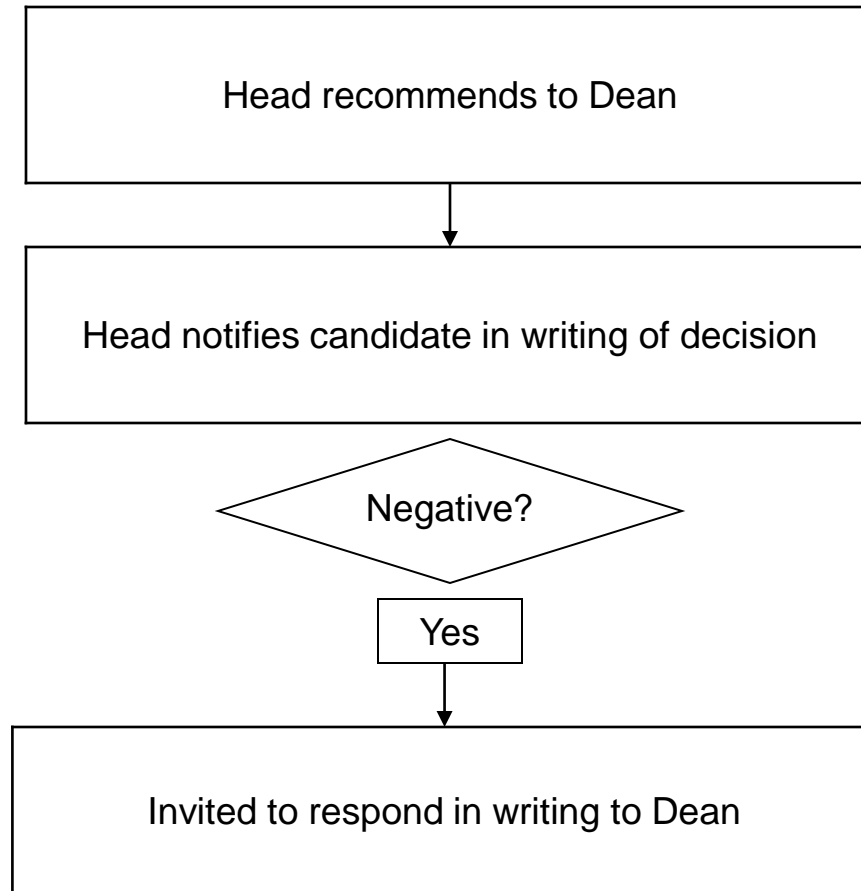 Head recommends to Dean
Head notifies candidate in writing of decision
Negative?
Yes
Invited to respond in writing to Dean